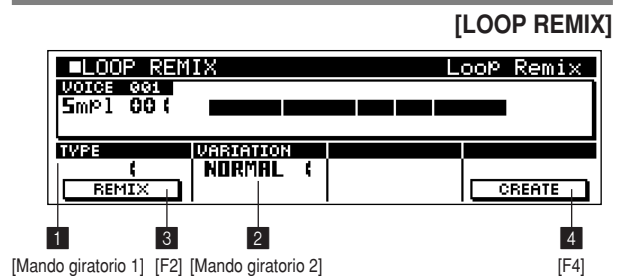 [LOOP REMIX]
■LOOP REMIX Loop Remix
VOICE 001
Smpl 001
TYPE VARIATION
1 NORMAL
REMIX CREATE
1 3 2 4
[Mando giratorio 1] [F2] [Mando giratorio 2] [F4]